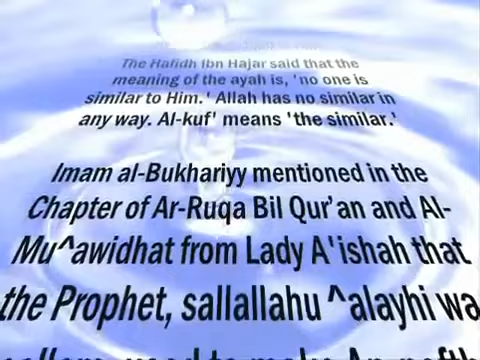 The Hafidh Ibn Hajar said that the
meaning of the ayah is, 'no one is
similar to Him.' Allah has no similar in
any way. Al-kuf' means 'the similar.'
Imam al-Bukhariyy mentioned in the
Chapter of Ar-Ruqa Bil Qur'an and Al-
Mu^awidhat from Lady A'ishah that
the Prophet, sallallahu ^alayhi wa